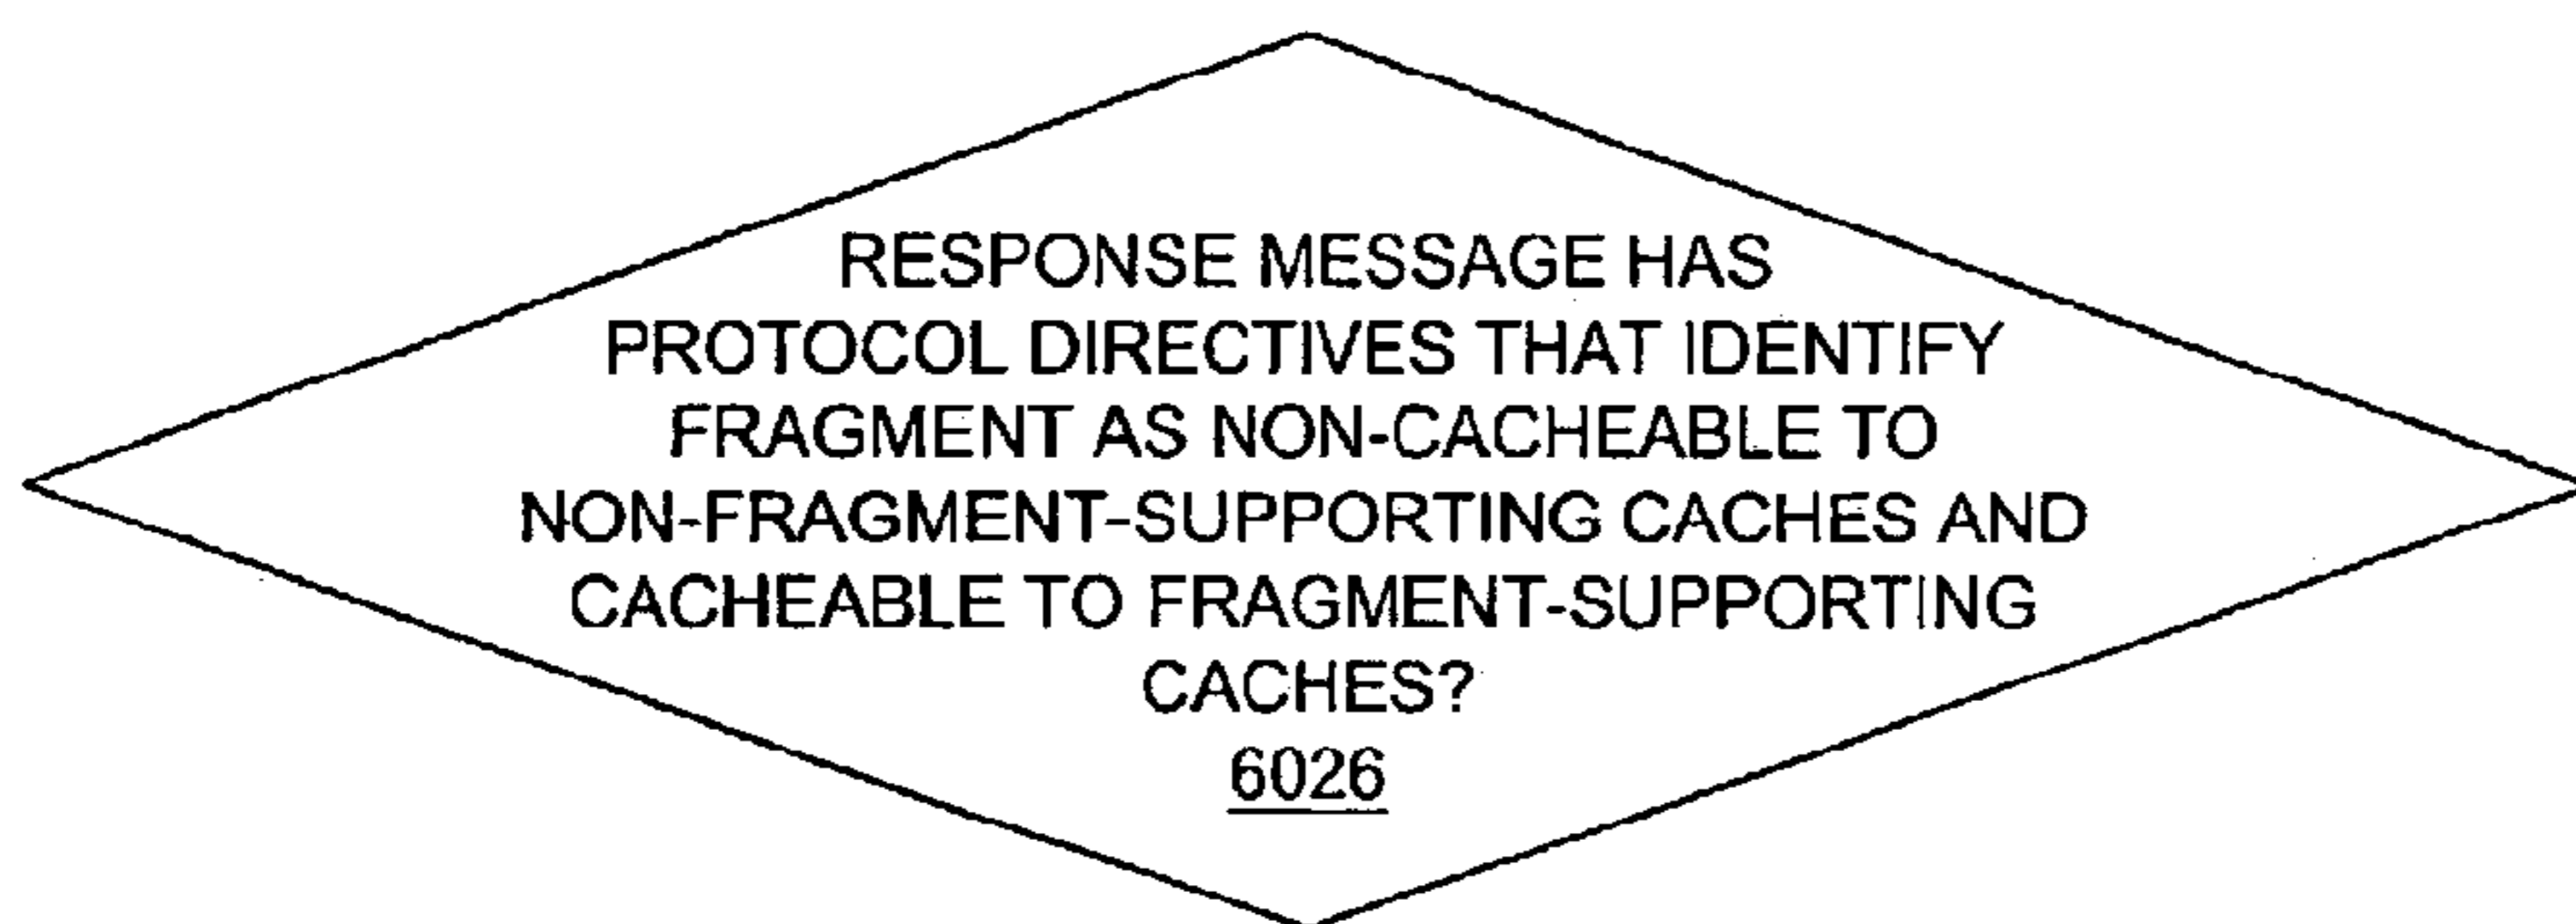 RESPONSE MESSAGE HAS
PROTOCOL DIRECTIVES THAT IDENTIFY
FRAGMENT AS NON-CACHEABLE TO
NON-FRAGMENT-SUPPORTING CACHES AND
CACHEABLE TO FRAGMENT-SUPPORTING
CACHES?
6026